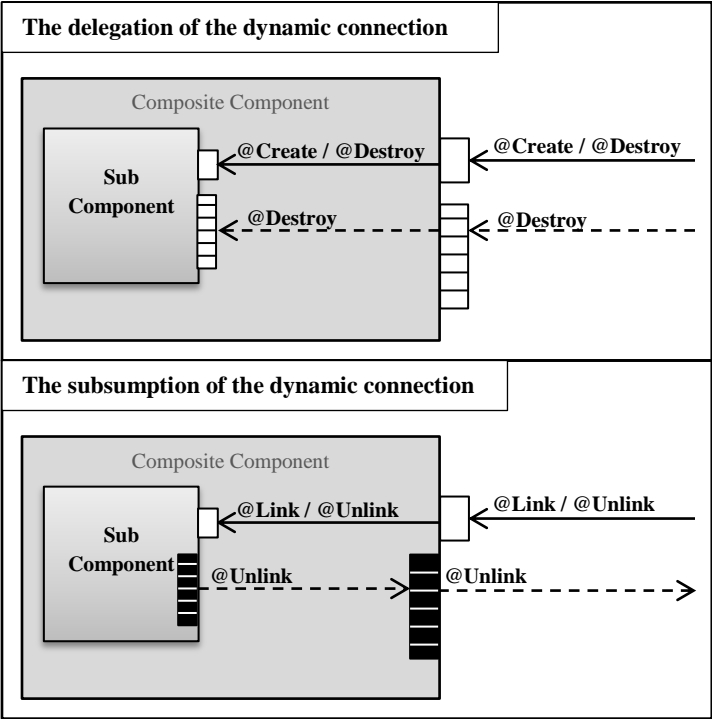 The delegation of the dynamic connection
Composite Component
@Create / @Destroy
@Create / @Destroy
Sub
Component
@Destroy
@Destroy
The subsumption of the dynamic connection
Composite Component
@Link / @Unlink
@Link / @Unlink
Sub
Component
@Unlink
@Unlink